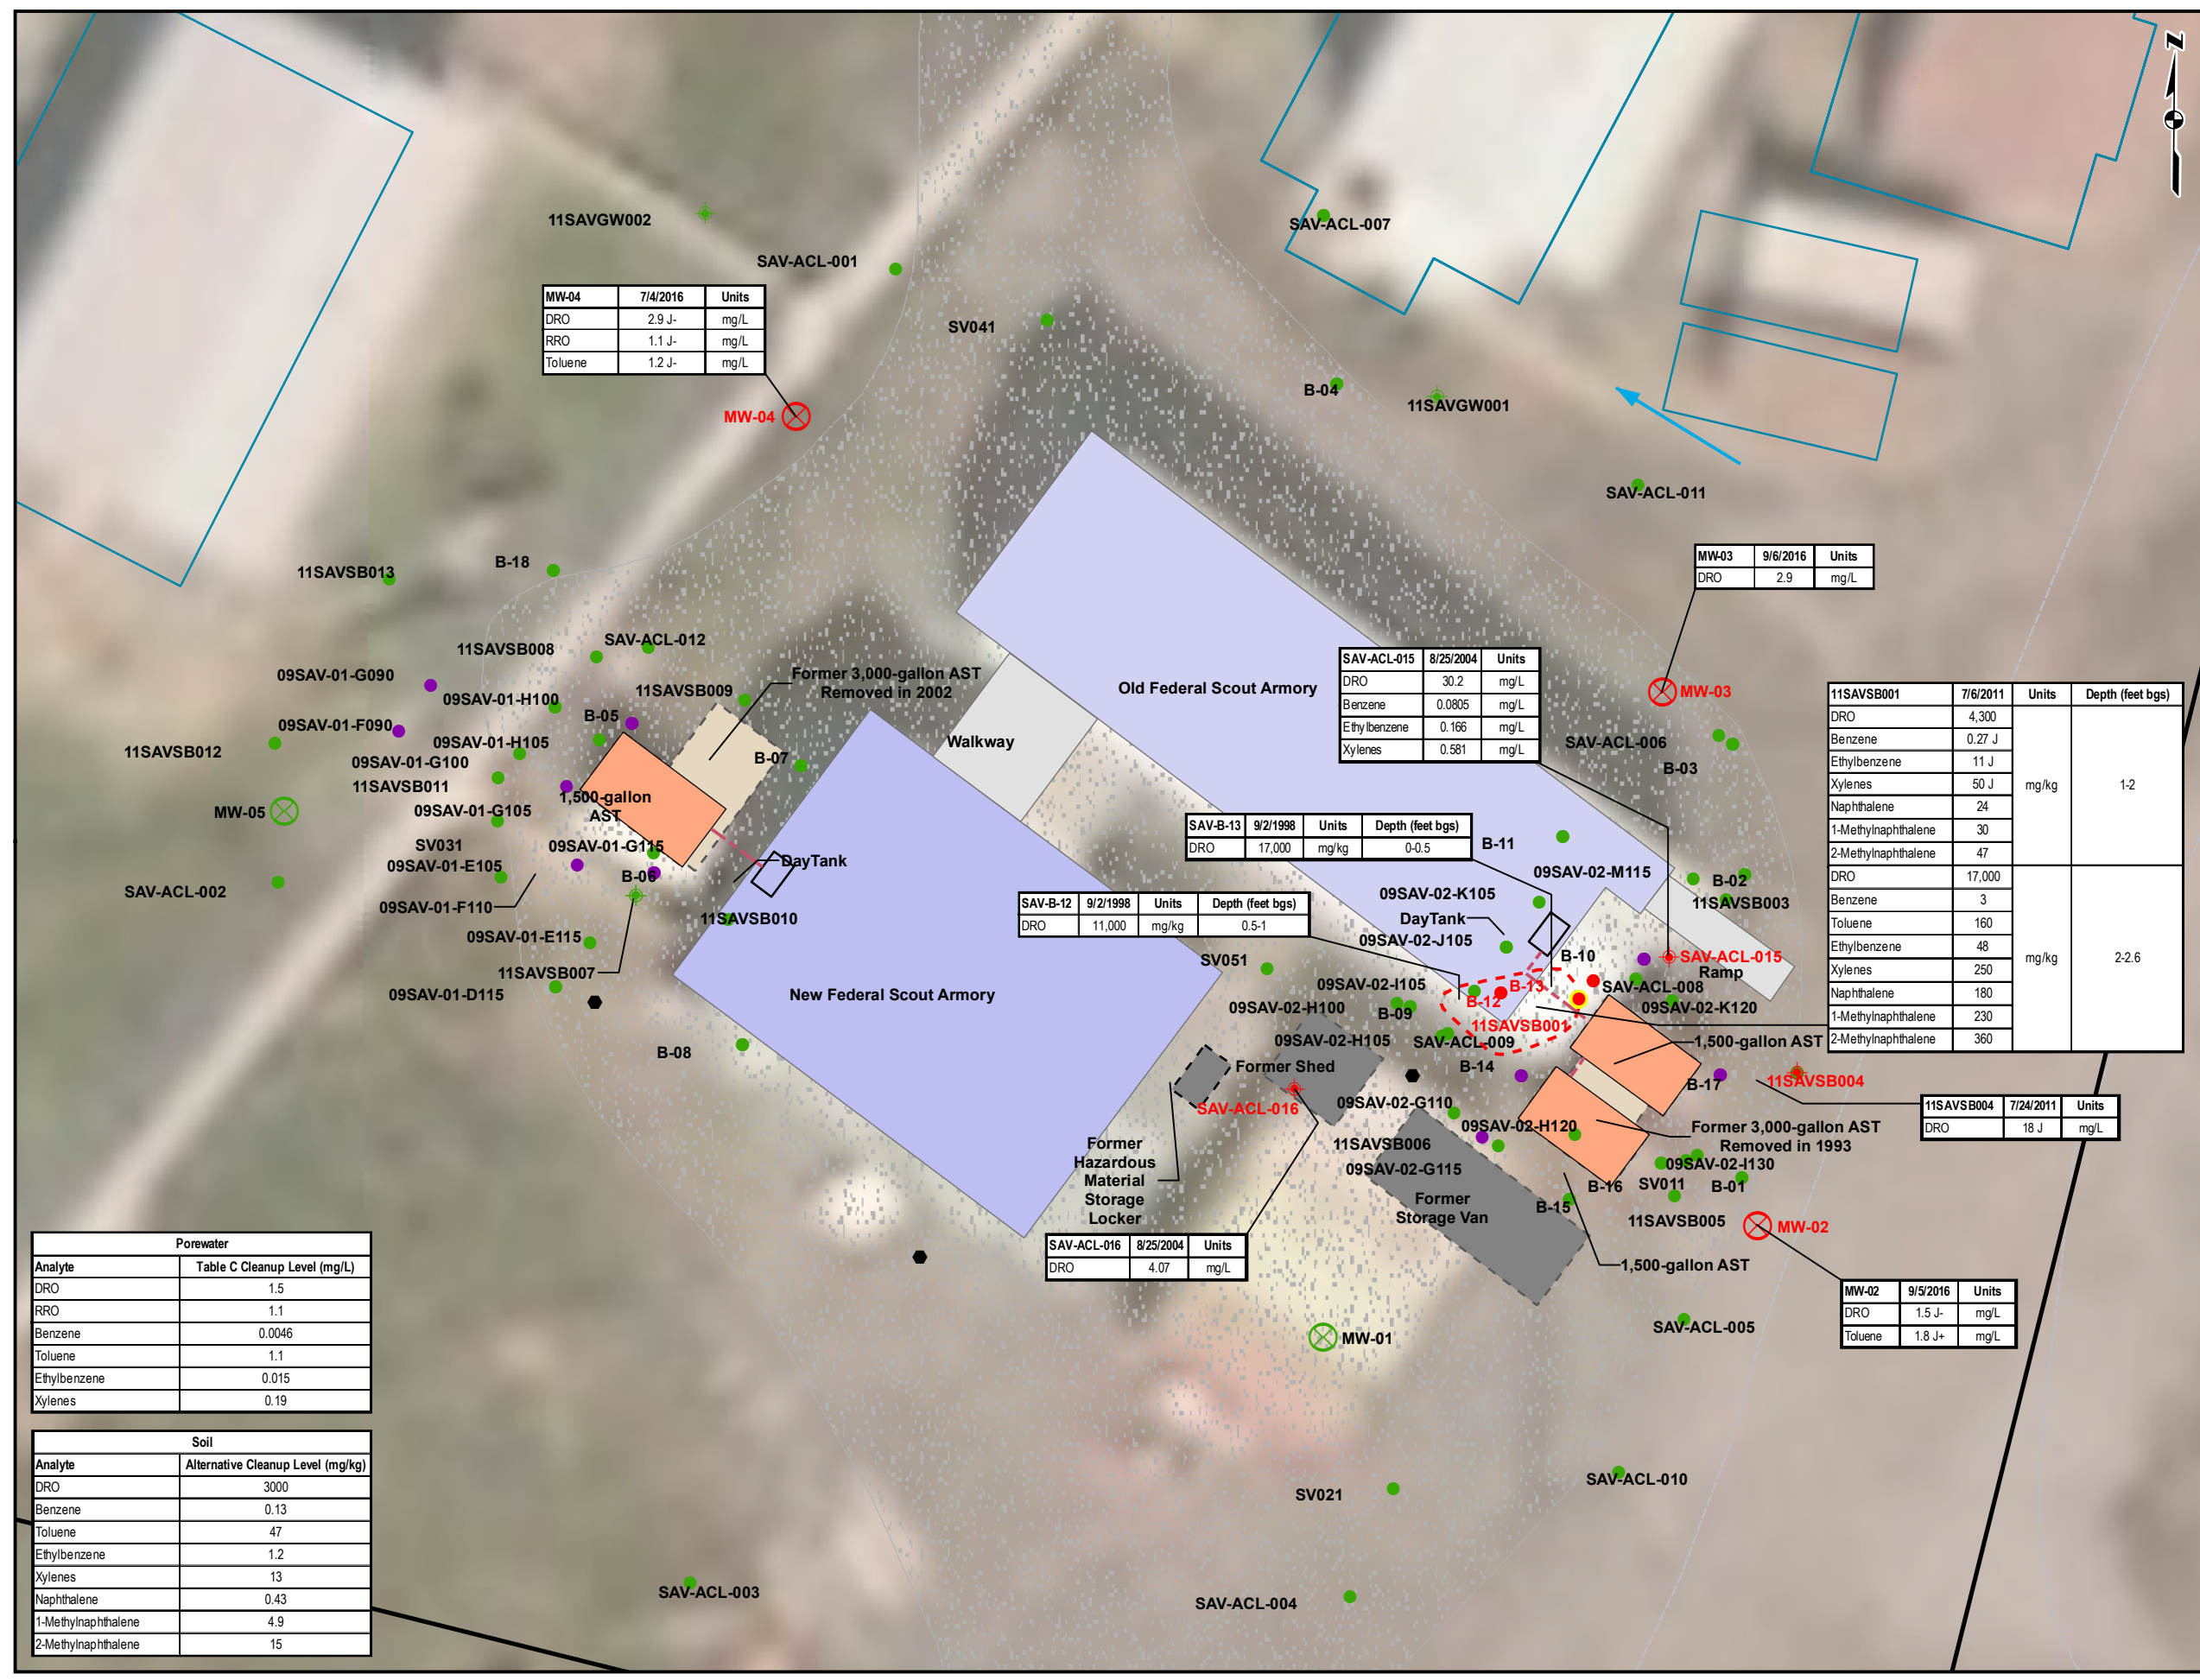 N
11SAVGW002
SAV-ACL-007
SAV-ACL-001
MW-04 7/4/2016 Units
DRO 2.9 J- mg/L
RRO 1.1 J- mg/L
Toluene 1.2 J- mg/L
SV041
MW-04
B-04
11SAVGW001
SAV-ACL-011
MW-03 9/6/2016 Units
DRO 2.9 mg/L
11SAVSB013
B-18
11SAVSB008
SAV-ACL-012
09SAV-01-G090
09SAV-01-H100
11SAVSB009
Former 3,000-gallon AST
Removed in 2002
Old Federal Scout Armory
SAV-ACL-015 8/25/2004 Units
DRO 30.2 mg/L
Benzene 0.0805 mg/L
Ethylbenzene 0.166 mg/L
Xylenes 0.581 mg/L
MW-03
11SAVSB001 7/6/2011 Units Depth (feet bgs)
DRO 4,300
Benzene 0.27 J
Ethylbenzene 11 J
Xylenes 50 J mg/kg 1-2
Naphthalene 24
1-Methylnaphthalene 30
2-Methylnaphthalene 47
DRO 17,000
Benzene 3
Toluene 160
Ethylbenzene 48
Xylenes 250 mg/kg 2-2.6
Naphthalene 180
1-Methylnaphthalene 230
2-Methylnaphthalene 360
B-05
09SAV-01-F090
09SAV-01-H105
11SAVSB012
09SAV-01-G100
11SAVSB011
B-07
Walkway
SAV-ACL-006
B-03
1,500-gallon
AST
MW-05
09SAV-01-G105
SV031
09SAV-01-G115
09SAV-01-E105
DayTank
B-06
SAV-ACL-002
09SAV-01-F110
11SAVSB010
09SAV-01-E115
11SAVSB007
09SAV-01-D115
SAV-B-13 9/2/1998 Units Depth (feet bgs)
DRO 17,000 mg/kg 0-0.5
B-11
09SAV-02-M115
SAV-B-12 9/2/1998 Units Depth (feet bgs)
DRO 11,000 mg/kg 0.5-1
09SAV-02-K105
DayTank
09SAV-02-J105
B-02
11SAVSB003
SV051
B-10
SAV-ACL-015
Ramp
New Federal Scout Armory
09SAV-02-I105
B-12
B-13
SAV-ACL-008
09SAV-02-H100
B-09
09SAV-02-K120
11SAVSB001
09SAV-02-H105
SAV-ACL-009
1,500-gallon AST
B-08
Former Shed
B-14
B-17
11SAVSB004
SAV-ACL-016
09SAV-02-G110
11SAVSB004 7/24/2011 Units
DRO 18 J mg/L
09SAV-02-H120
Former 3,000-gallon AST
Removed in 1993
Former
Hazardous
Material
Storage
Locker
11SAVSB006
09SAV-02-G115
09SAV-02-I130
B-16
SV011
B-01
Former
Storage Van
B-15
11SAVSB005
MW-02
SAV-ACL-016 8/25/2004 Units
DRO 4.07 mg/L
1,500-gallon AST
MW-02 9/5/2016 Units
DRO 1.5 J- mg/L
Toluene 1.8 J+ mg/L
MW-01
SAV-ACL-005
Porewater
Analyte Table C Cleanup Level (mg/L)
DRO 1.5
RRO 1.1
Benzene 0.0046
Toluene 1.1
Ethylbenzene 0.015
Xylenes 0.19
Soil
Analyte Alternative Cleanup Level (mg/kg)
DRO 3000
Benzene 0.13
Toluene 47
Ethylbenzene 1.2
Xylenes 13
Naphthalene 0.43
1-Methylnaphthalene 4.9
2-Methylnaphthalene 15
SV021
SAV-ACL-010
SAV-ACL-003
SAV-ACL-004